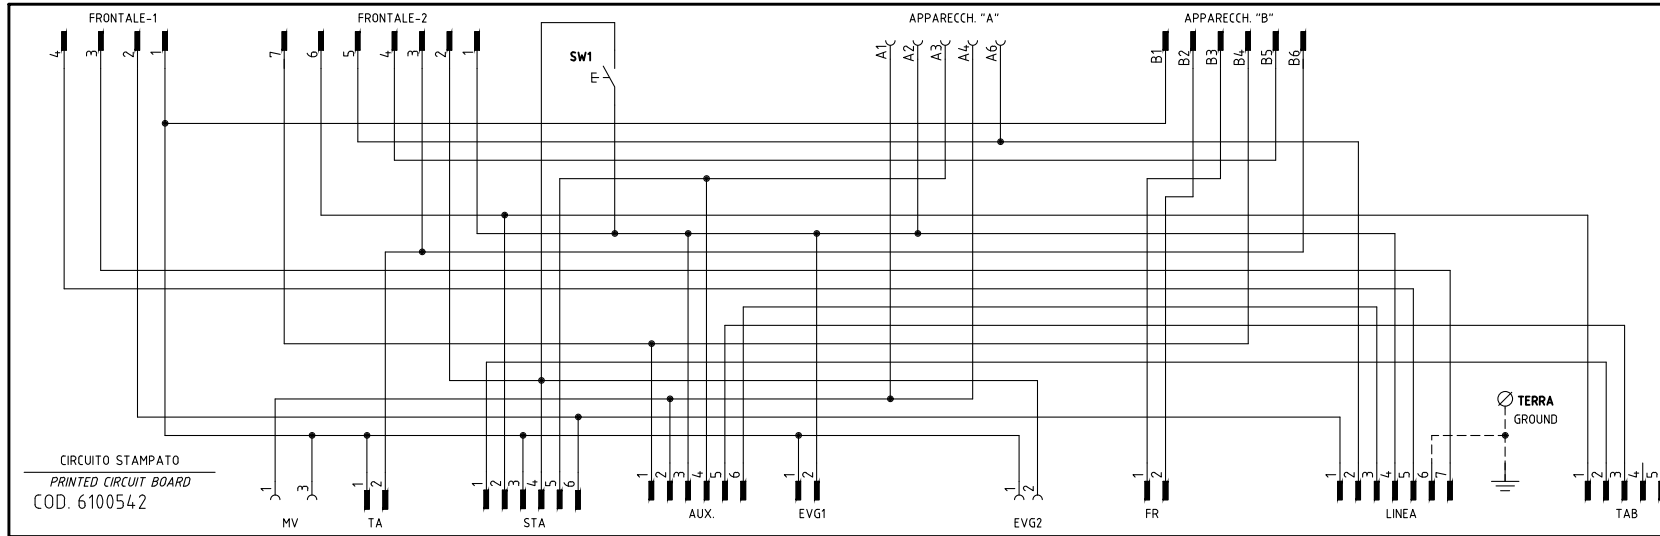 FRONTALE-1 FRONTALE-2 APPARECCH. "A" APPARECCH. "B"
4 3 2 1 7 6 5 4 3 2 1 A1 A2 A3 A4 A6 B1 B2 B3 B4 B5 B6
SW1
E
TERRA
GROUND
CIRCUITO STAMPATO
PRINTED CIRCUIT BOARD
COD. 6100542
1 3 1 2 1 2 3 4 5 6 1 2 3 4 5 6 1 2 1 2 1 2 1 2 3 4 5 6 7 1 2 3 4 5
MV TA STA AUX. EVG1 EVG2 FR LINEA TAB